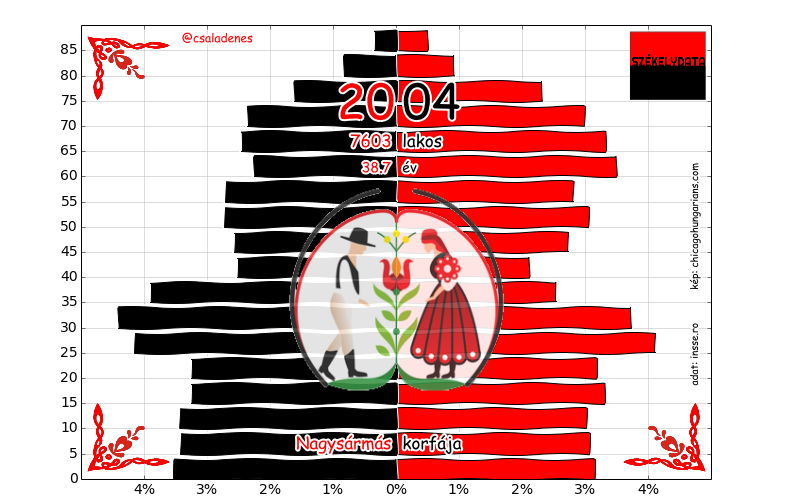 @csaladenes
SZÉKELYDATA
2004
7603 lakos
38.7 év
kép: chicagohungarians.com
adat: insse.ro
Nagysármás korfája
85
80
75
70
65
60
55
50
45
40
35
30
25
20
15
10
5
0
4% 3% 2% 1% 0% 1% 2% 3% 4%